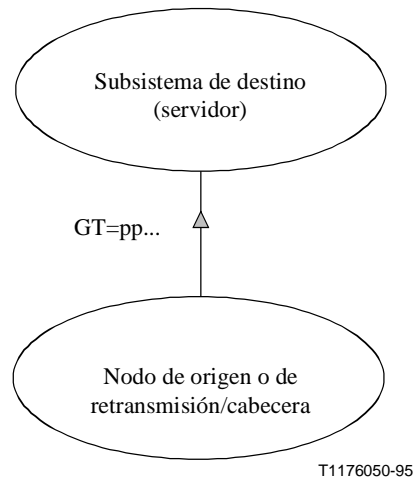 Subsistema de destino
(servidor)
GT=pp...
Nodo de origen o de
retransmisión/cabecera
T1176050-95